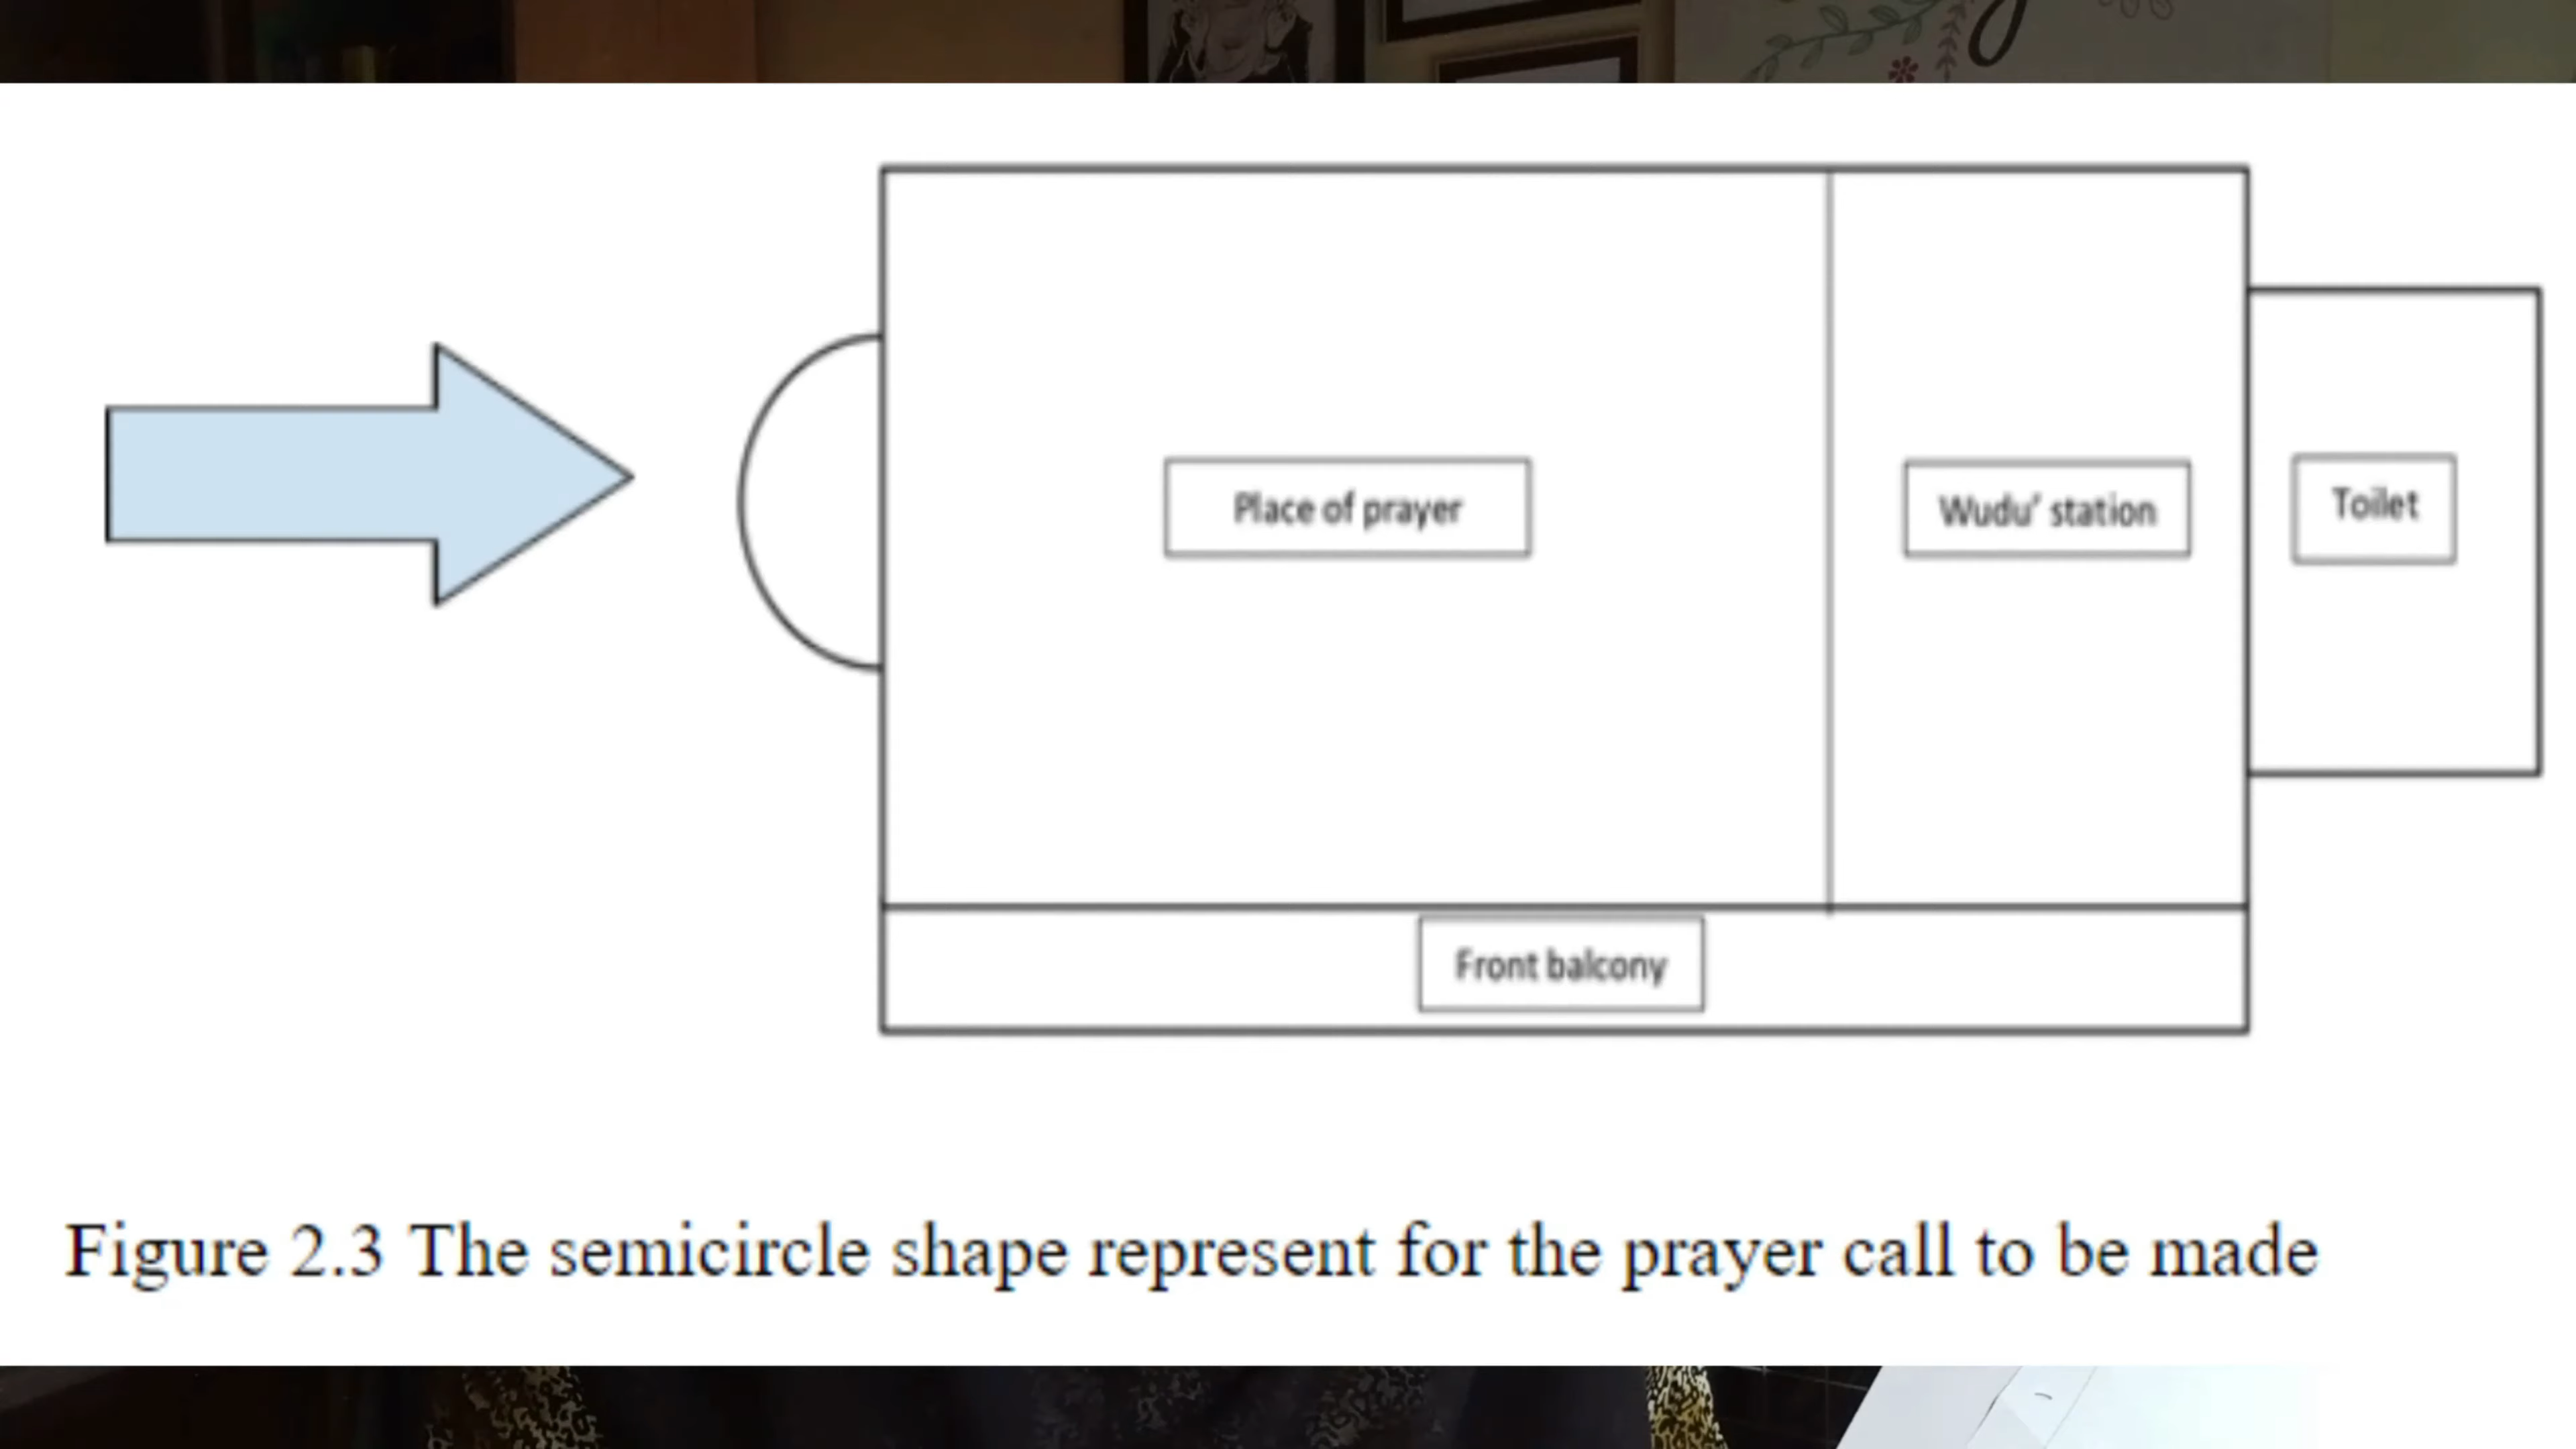 Place of prayer
Wudu' station
Toilet
Front balcony
Figure 2.3 The semicircle shape represent for the prayer call to be made